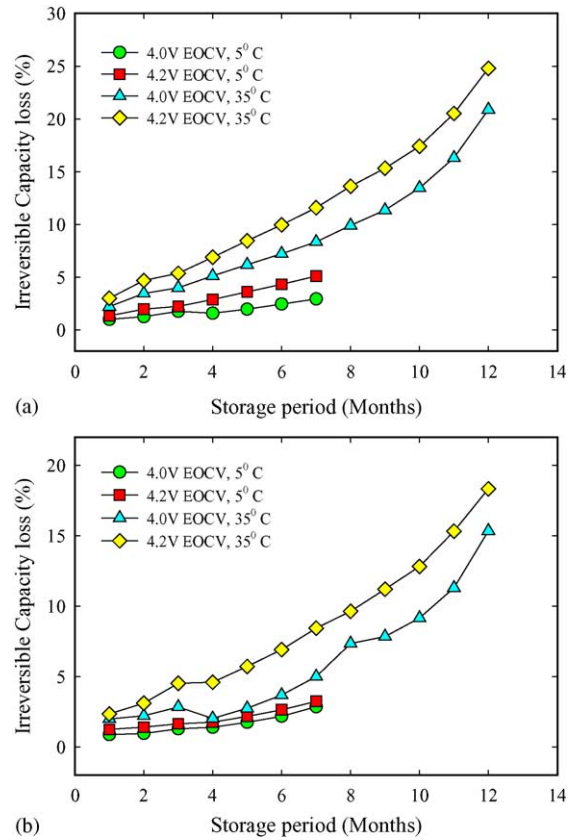 30
25
20
15
10
5
0
Irreversible Capacity loss (%)
4.0V EOCV, 5⁰ C
4.2V EOCV, 5⁰ C
4.0V EOCV, 35⁰ C
4.2V EOCV, 35⁰ C
0 2 4 6 8 10 12 14
(a) Storage period (Months)
20
15
10
5
0
Irreversible Capacity loss (%)
4.0V EOCV, 5⁰ C
4.2V EOCV, 5⁰ C
4.0V EOCV, 35⁰ C
4.2V EOCV, 35⁰ C
0 2 4 6 8 10 12 14
(b) Storage period (Months)